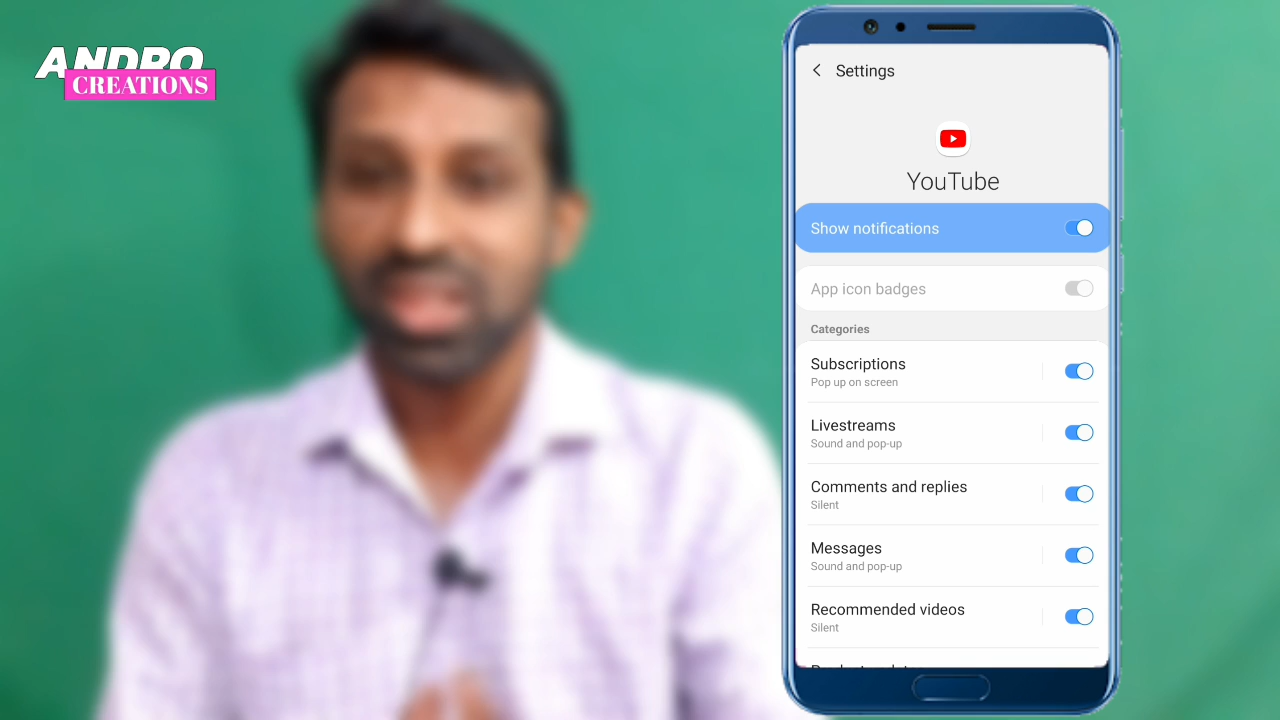 ANDRO
CREATIONS
Settings
YouTube
Show notifications
App icon badges
Categories
Subscriptions
Pop up on screen
Livestreams
Sound and pop-up
Comments and replies
Silent
Messages
Sound and pop-up
Recommended videos
Silent